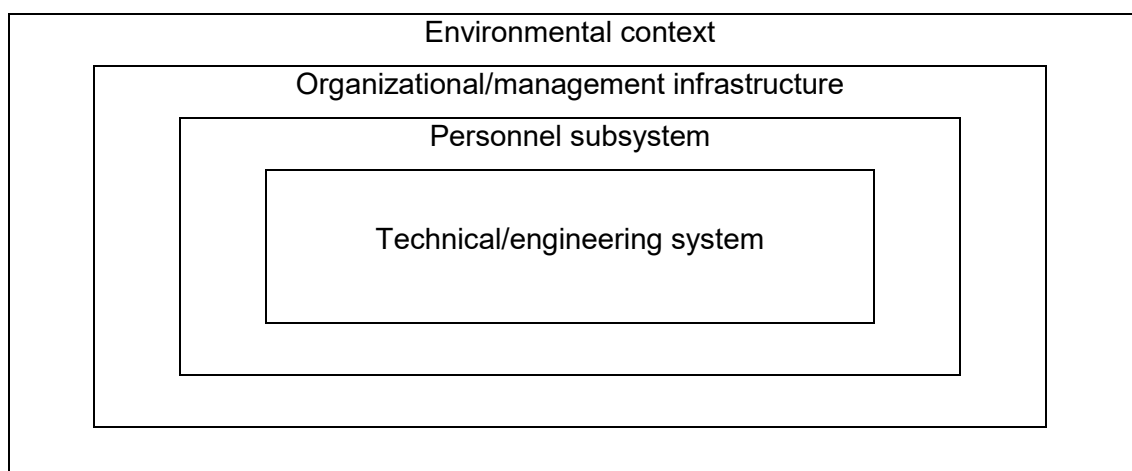 Environmental context
Organizational/management infrastructure
Personnel subsystem
Technical/engineering system